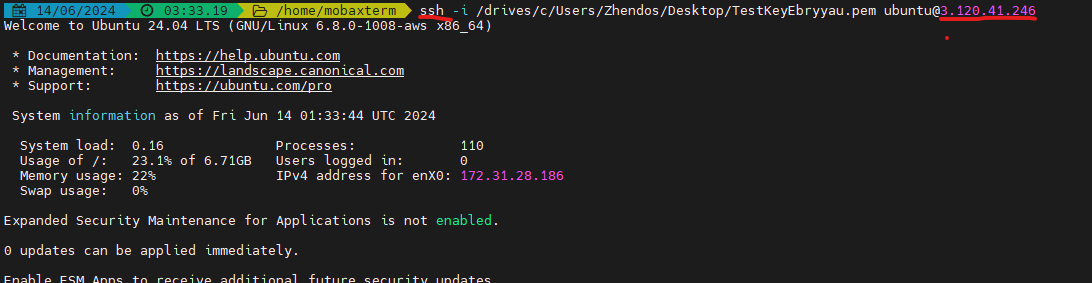 14/06/2024 03:33.19 /home/mobaxterm ssh -i /drives/c/Users/Zhendos/Desktop/TestKeyEbryyau.pem ubuntu@3.120.41.246
Welcome to Ubuntu 24.04 LTS (GNU/Linux 6.8.0-1008-aws x86_64)
* Documentation: https://help.ubuntu.com
* Management: https://landscape.canonical.com
* Support: https://ubuntu.com/pro
System information as of Fri Jun 14 01:33:44 UTC 2024
System load: 0.16 Processes: 110
Usage of /: 23.1% of 6.71GB Users logged in: 0
Memory usage: 22% IPv4 address for enX0: 172.31.28.186
Swap usage: 0%
Expanded Security Maintenance for Applications is not enabled.
0 updates can be applied immediately.
Enable ESM Apps to receive additional future security updates